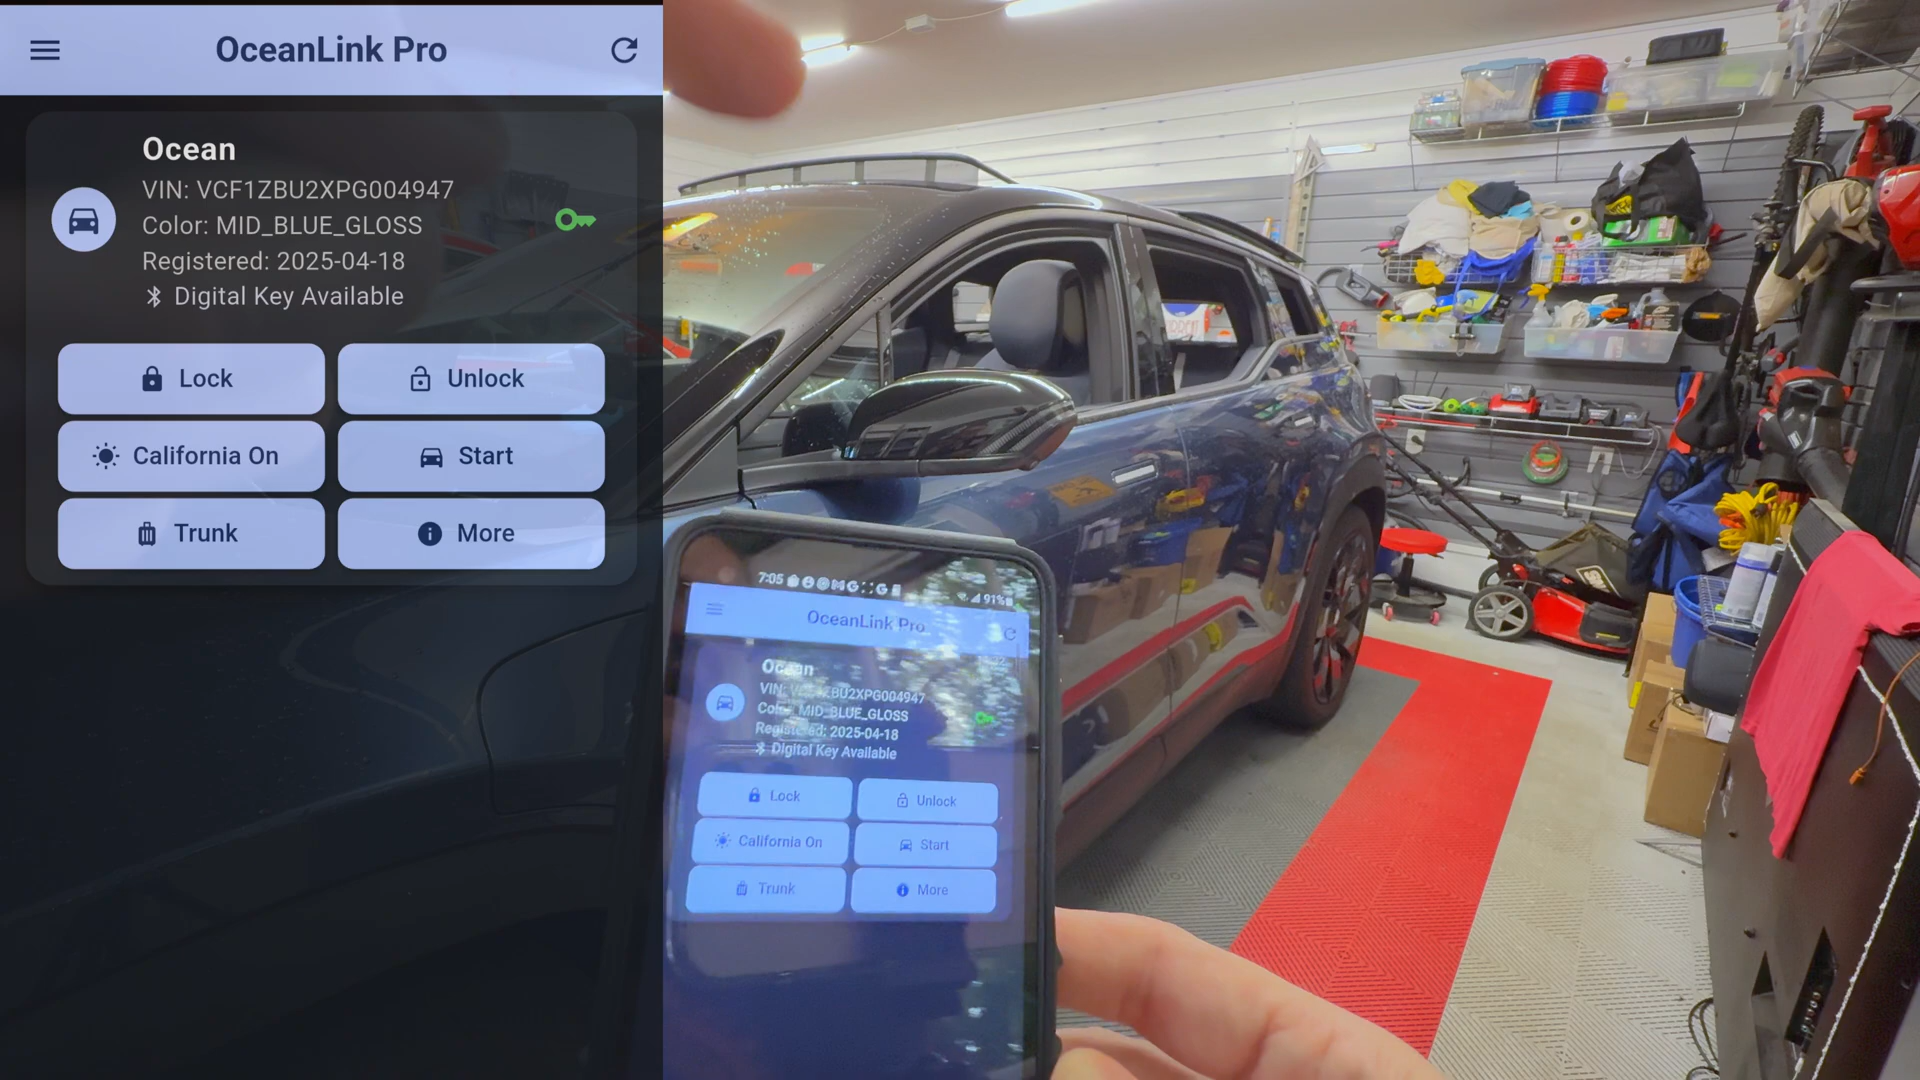 OceanLink Pro
Ocean
VIN: VCF1ZBU2XPG004947
Color: MID_BLUE_GLOSS
Registered: 2025-04-18
Digital Key Available
Lock
Unlock
California On
Start
Trunk
More
7:05
91%
OceanLink Pro
Ocean
BU2XPG004947
MID_BLUE_GLOSS
Registered: 2025-04-18
Digital Key Available
Lock
Unlock
California On
Start
Trunk
More